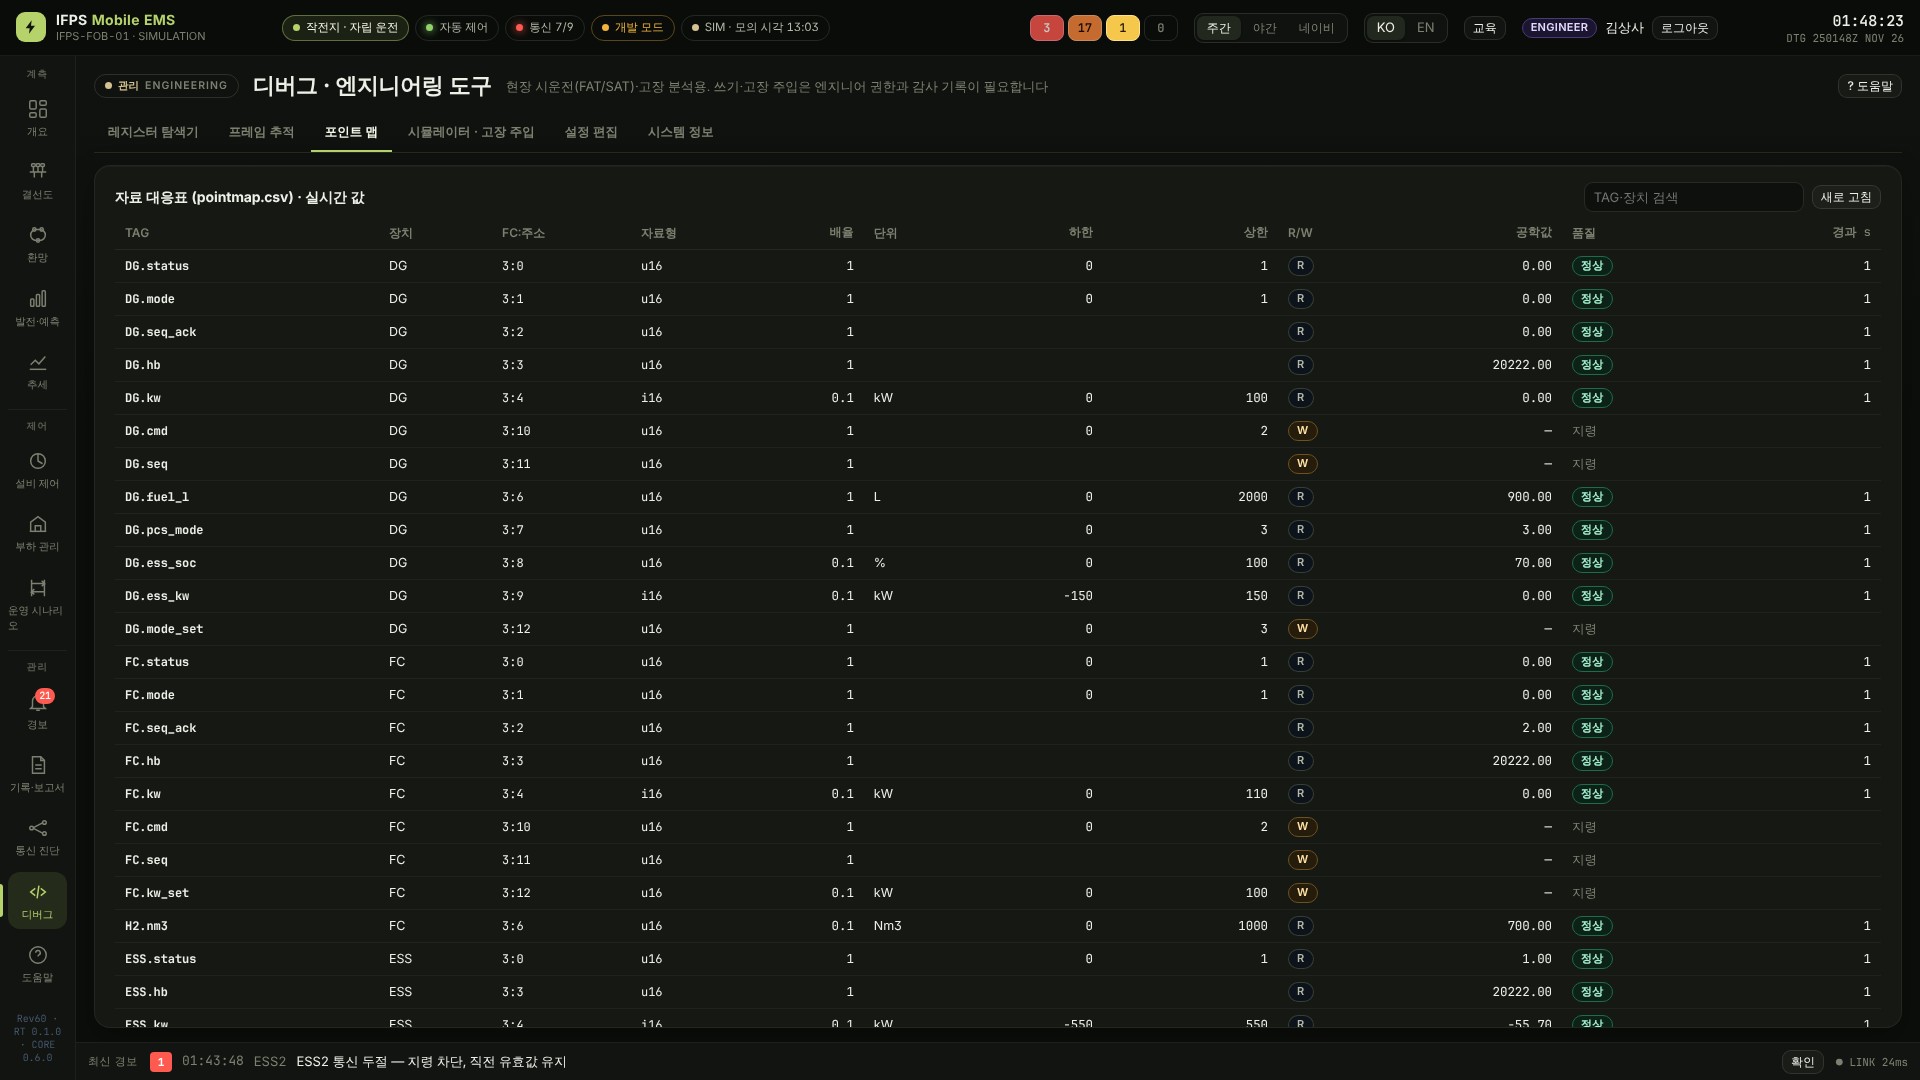 IFPS Mobile EMS
IFPS-FOB-01 · SIMULATION
작전지 · 자립 운전
자동 제어
통신 7/9
개발 모드
SIM · 모의 시각 13:03
3 17 1 0
주간 야간 네이비
KO EN
교육
ENGINEER 김상사 로그아웃
01:48:23
DTG 250148Z NOV 26
계측
개요
결선도
환망
발전·예측
추세
제어
설비 제어
부하 관리
운영 시나리
오
관리
21
경보
기록·보고서
통신 진단
디버그
도움말
Rev60 ·
RT 0.1.0
· CORE
0.6.0
관리 ENGINEERING
디버그 · 엔지니어링 도구
현장 시운전(FAT/SAT)·고장 분석용. 쓰기·고장 주입은 엔지니어 권한과 감사 기록이 필요합니다
? 도움말
레지스터 탐색기 프레임 추적 포인트 맵 시뮬레이터 · 고장 주입 설정 편집 시스템 정보
자료 대응표 (pointmap.csv) · 실시간 값
TAG·장치 검색
새로 고침
TAG 장치 FC:주소 자료형 배율 단위 하한 상한 R/W 공학값 품질 경과 s
DG.status DG 3:0 u16 1 0 1 R 0.00 정상 1
DG.mode DG 3:1 u16 1 0 1 R 0.00 정상 1
DG.seq_ack DG 3:2 u16 1 R 0.00 정상 1
DG.hb DG 3:3 u16 1 R 20222.00 정상 1
DG.kw DG 3:4 i16 0.1 kW 0 100 R 0.00 정상 1
DG.cmd DG 3:10 u16 1 0 2 W — 지령
DG.seq DG 3:11 u16 1 W — 지령
DG.fuel_l DG 3:6 u16 1 L 0 2000 R 900.00 정상 1
DG.pcs_mode DG 3:7 u16 1 0 3 R 3.00 정상 1
DG.ess_soc DG 3:8 u16 0.1 % 0 100 R 70.00 정상 1
DG.ess_kw DG 3:9 i16 0.1 kW -150 150 R 0.00 정상 1
DG.mode_set DG 3:12 u16 1 0 3 W — 지령
FC.status FC 3:0 u16 1 0 1 R 0.00 정상 1
FC.mode FC 3:1 u16 1 0 1 R 0.00 정상 1
FC.seq_ack FC 3:2 u16 1 R 2.00 정상 1
FC.hb FC 3:3 u16 1 R 20222.00 정상 1
FC.kw FC 3:4 i16 0.1 kW 0 110 R 0.00 정상 1
FC.cmd FC 3:10 u16 1 0 2 W — 지령
FC.seq FC 3:11 u16 1 W — 지령
FC.kw_set FC 3:12 u16 0.1 kW 0 100 W — 지령
H2.nm3 FC 3:6 u16 0.1 Nm3 0 1000 R 700.00 정상 1
ESS.status ESS 3:0 u16 1 0 1 R 1.00 정상 1
ESS.hb ESS 3:3 u16 1 R 20222.00 정상 1
ESS.kw ESS 3:4 i16 0.1 kW -550 550 R -55.70 정상 1
최신 경보 1 01:43:48 ESS2 ESS2 통신 두절 — 지령 차단, 직전 유효값 유지
확인
LINK 24ms